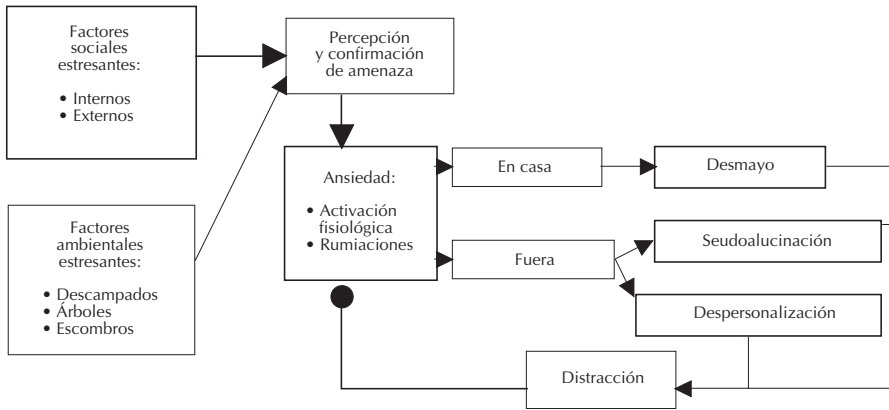 Factores
sociales
estresantes:
• Internos
• Externos
Percepción
y confirmación
de amenaza
Factores
ambientales
estresantes:
• Descampados
• Árboles
• Escombros
Ansiedad:
• Activación
fisiológica
• Rumiaciones
En casa
Desmayo
Fuera
Seudoalucinación
Despersonalización
Distracción